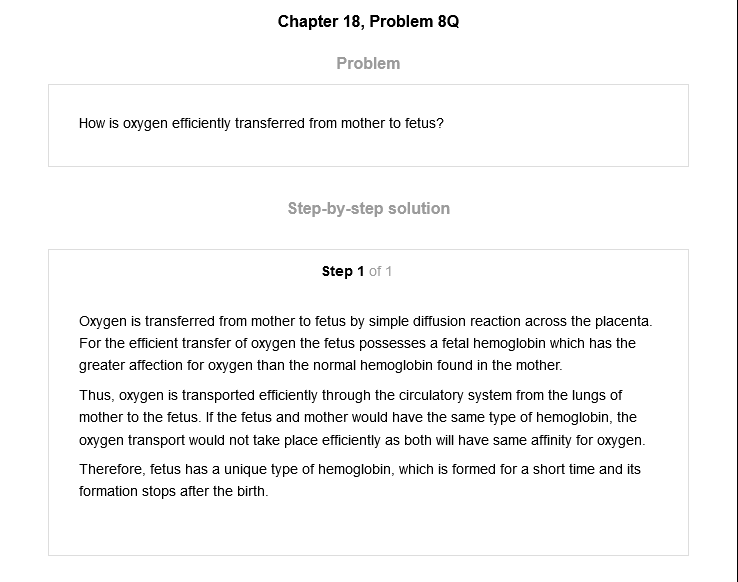 Chapter 18, Problem 8Q
Problem
How is oxygen efficiently transferred from mother to fetus?
Step-by-step solution
Step 1 of 1
Oxygen is transferred from mother to fetus by simple diffusion reaction across the placenta.
For the efficient transfer of oxygen the fetus possesses a fetal hemoglobin which has the
greater affection for oxygen than the normal hemoglobin found in the mother.
Thus, oxygen is transported efficiently through the circulatory system from the lungs of
mother to the fetus. If the fetus and mother would have the same type of hemoglobin, the
oxygen transport would not take place efficiently as both will have same affinity for oxygen.
Therefore, fetus has a unique type of hemoglobin, which is formed for a short time and its
formation stops after the birth.